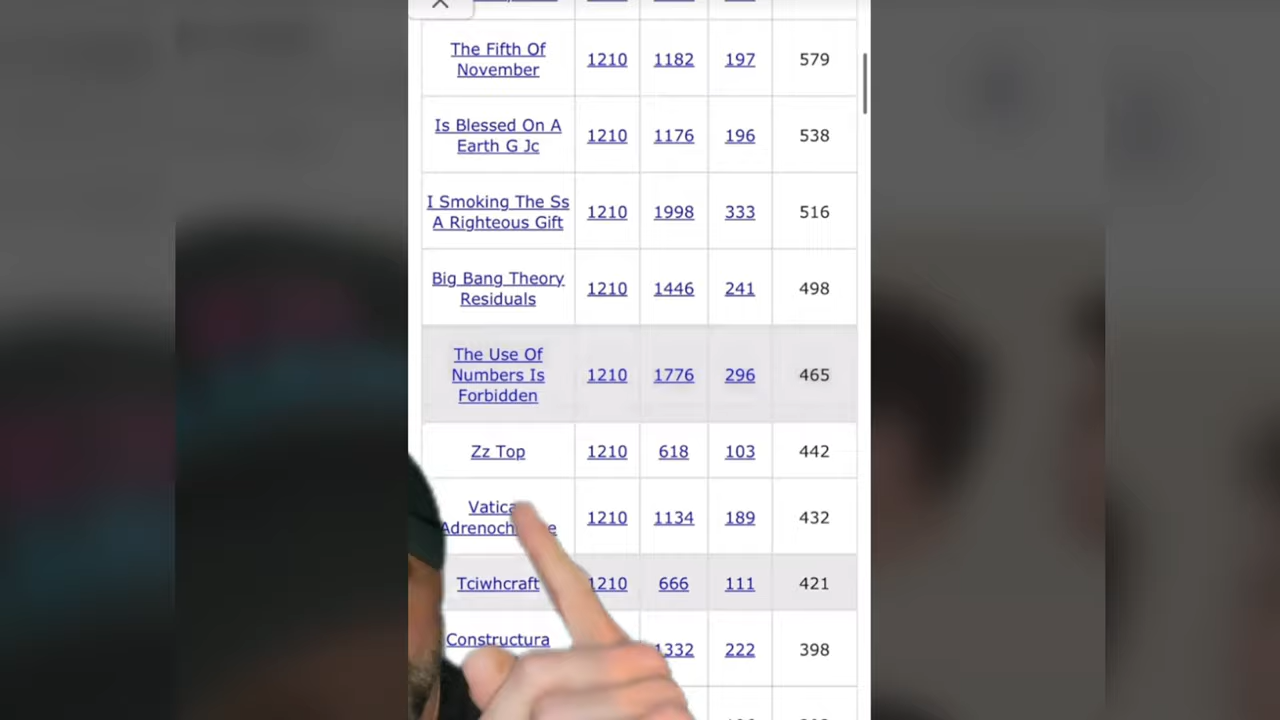 The Fifth Of
November
1210 1182 197 579
Is Blessed On A
Earth G Jc
1210 1176 196 538
I Smoking The Ss
A Righteous Gift
1210 1998 333 516
Big Bang Theory
Residuals
1210 1446 241 498
The Use Of
Numbers Is
Forbidden
1210 1776 296 465
Zz Top 1210 618 103 442
1210 1134 189 432
Tciwhcraft 1210 666 111 421
Constructura
1332 222 398